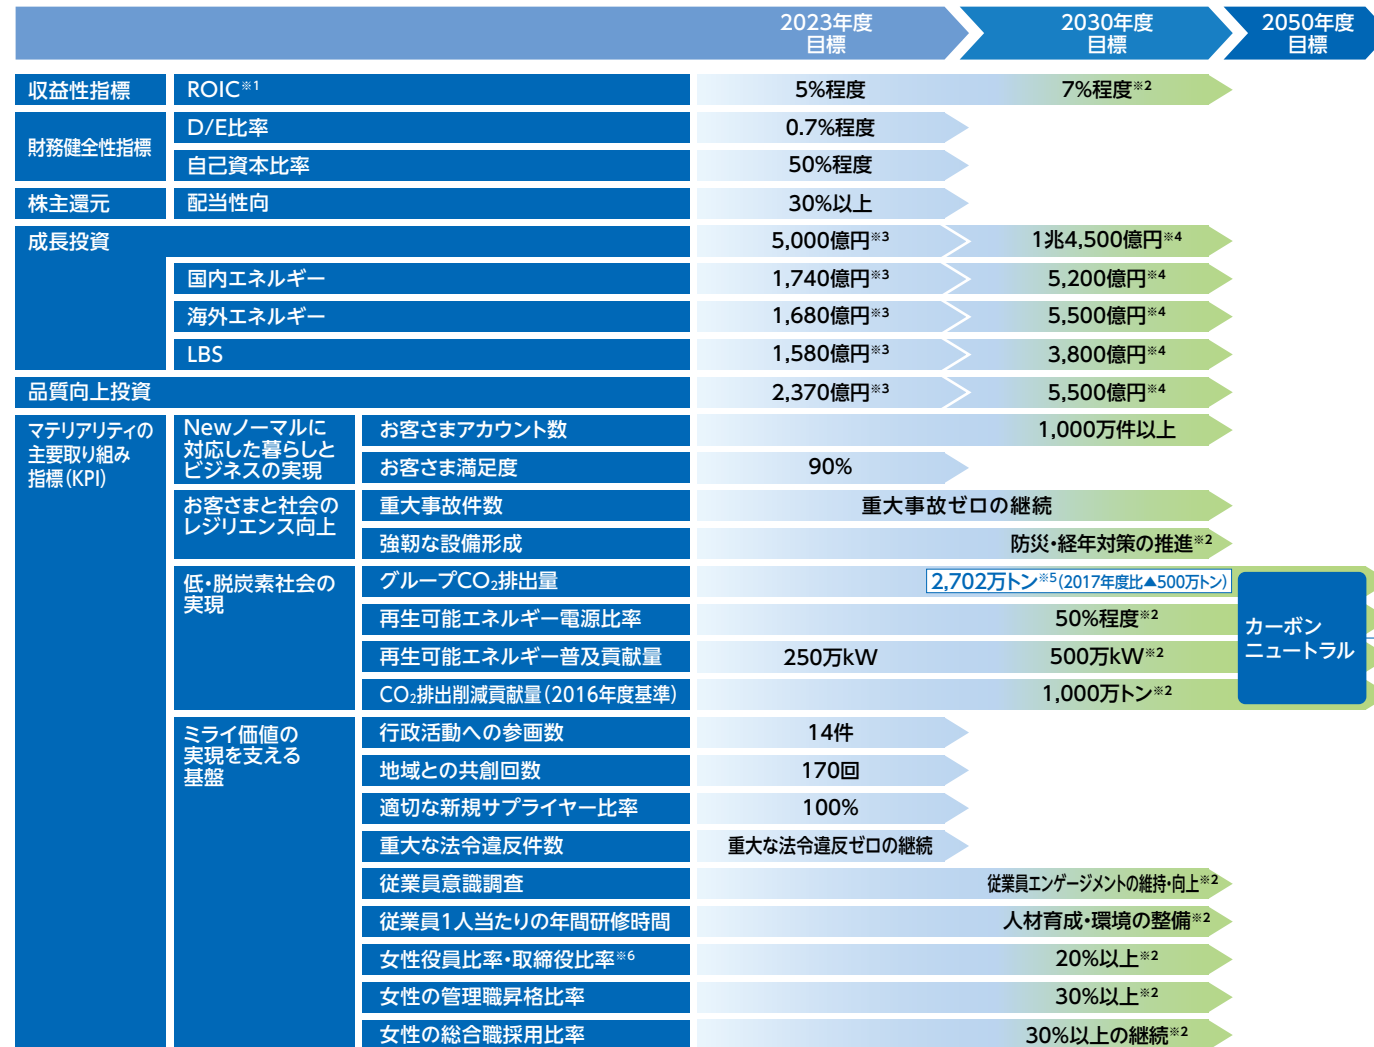 2023年度
目標
2030年度
目標
2050年度
目標
収益性指標
ROIC※1
5%程度
7%程度※2
財務健全性指標
D/E比率
0.7%程度
自己資本比率
50%程度
株主還元
配当性向
30%以上
成長投資
5,000億円※3
1兆4,500億円※4
国内エネルギー
1,740億円※3
5,200億円※4
海外エネルギー
1,680億円※3
5,500億円※4
LBS
1,580億円※3
3,800億円※4
品質向上投資
2,370億円※3
5,500億円※4
マテリアリティの
主要取り組み
指標(KPI)
Newノーマルに
対応した暮らしと
ビジネスの実現
お客さまアカウント数
1,000万件以上
お客さま満足度
90%
お客さまと社会の
レジリエンス向上
重大事故件数
重大事故ゼロの継続
強靭な設備形成
防災・経年対策の推進※2
低・脱炭素社会の
実現
グループCO₂排出量
2,702万トン※5(2017年度比▲500万トン)
再生可能エネルギー電源比率
50%程度※2
再生可能エネルギー普及貢献量
250万kW
500万kW※2
CO₂排出削減貢献量(2016年度基準)
1,000万トン※2
カーボン
ニュートラル
ミライ価値の
実現を支える
基盤
行政活動への参画数
14件
地域との共創回数
170回
適切な新規サプライヤー比率
100%
重大な法令違反件数
重大な法令違反ゼロの継続
従業員意識調査
従業員エンゲージメントの維持・向上※2
従業員1人当たりの年間研修時間
人材育成・環境の整備※2
女性役員比率・取締役比率※6
20%以上※2
女性の管理職昇格比率
30%以上※2
女性の総合職採用比率
30%以上の継続※2